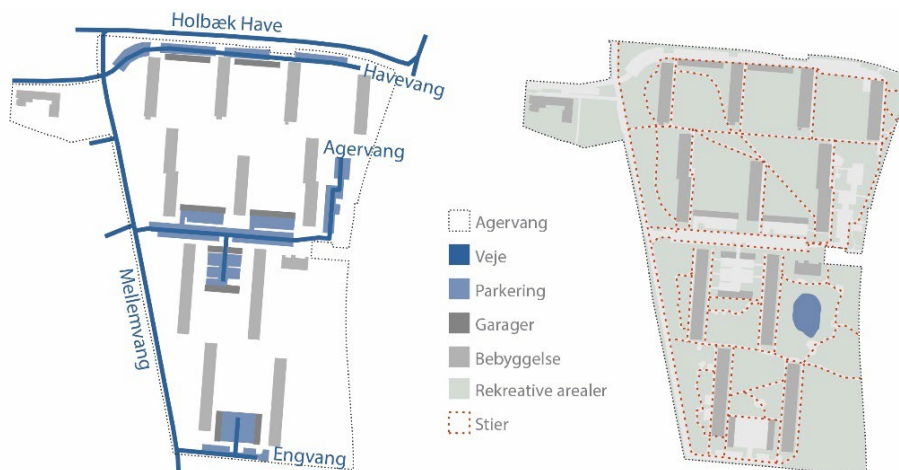 Holbæk Have
Havevang
Agervang
Mellemvang
Engvang
Agervang
Veje
Parkering
Garager
Bebyggelse
Rekreative arealer
Stier